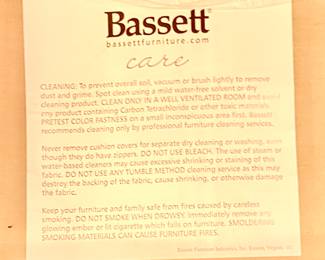 Bassett®
bassettfurniture.com
care
CLEANING: To prevent overall soil, vacuum or brush lightly to remove
dust and grime. Spot clean using a mild water-free solvent or dry
cleaning product. CLEAN ONLY IN A WELL VENTILATED ROOM and avoid
any product containing Carbon Tetrachloride or other toxic materials.
PRETEST COLOR FASTNESS on a small inconspicuous area first. Bassett
recommends cleaning only by professional furniture cleaning services.
Never remove cushion covers for separate dry cleaning or washing, even
though they do have zippers. DO NOT USE BLEACH. The use of steam or
water-based cleaners may cause excessive shrinking or staining of this
fabric. DO NOT USE ANY TUMBLE METHOD cleaning service as this may
destroy the backing of the fabric, cause shrinking, or otherwise damage
the fabric.
Keep your furniture and family safe from fires caused by careless
smoking. DO NOT SMOKE WHEN DROWSY. Immediately remove any
glowing ember or lit cigarette which falls on furniture. SMOLDERING
SMOKING MATERIALS CAN CAUSE FURNITURE FIRES.
Bassett Furniture Industries, Inc. Bassett, Virginia